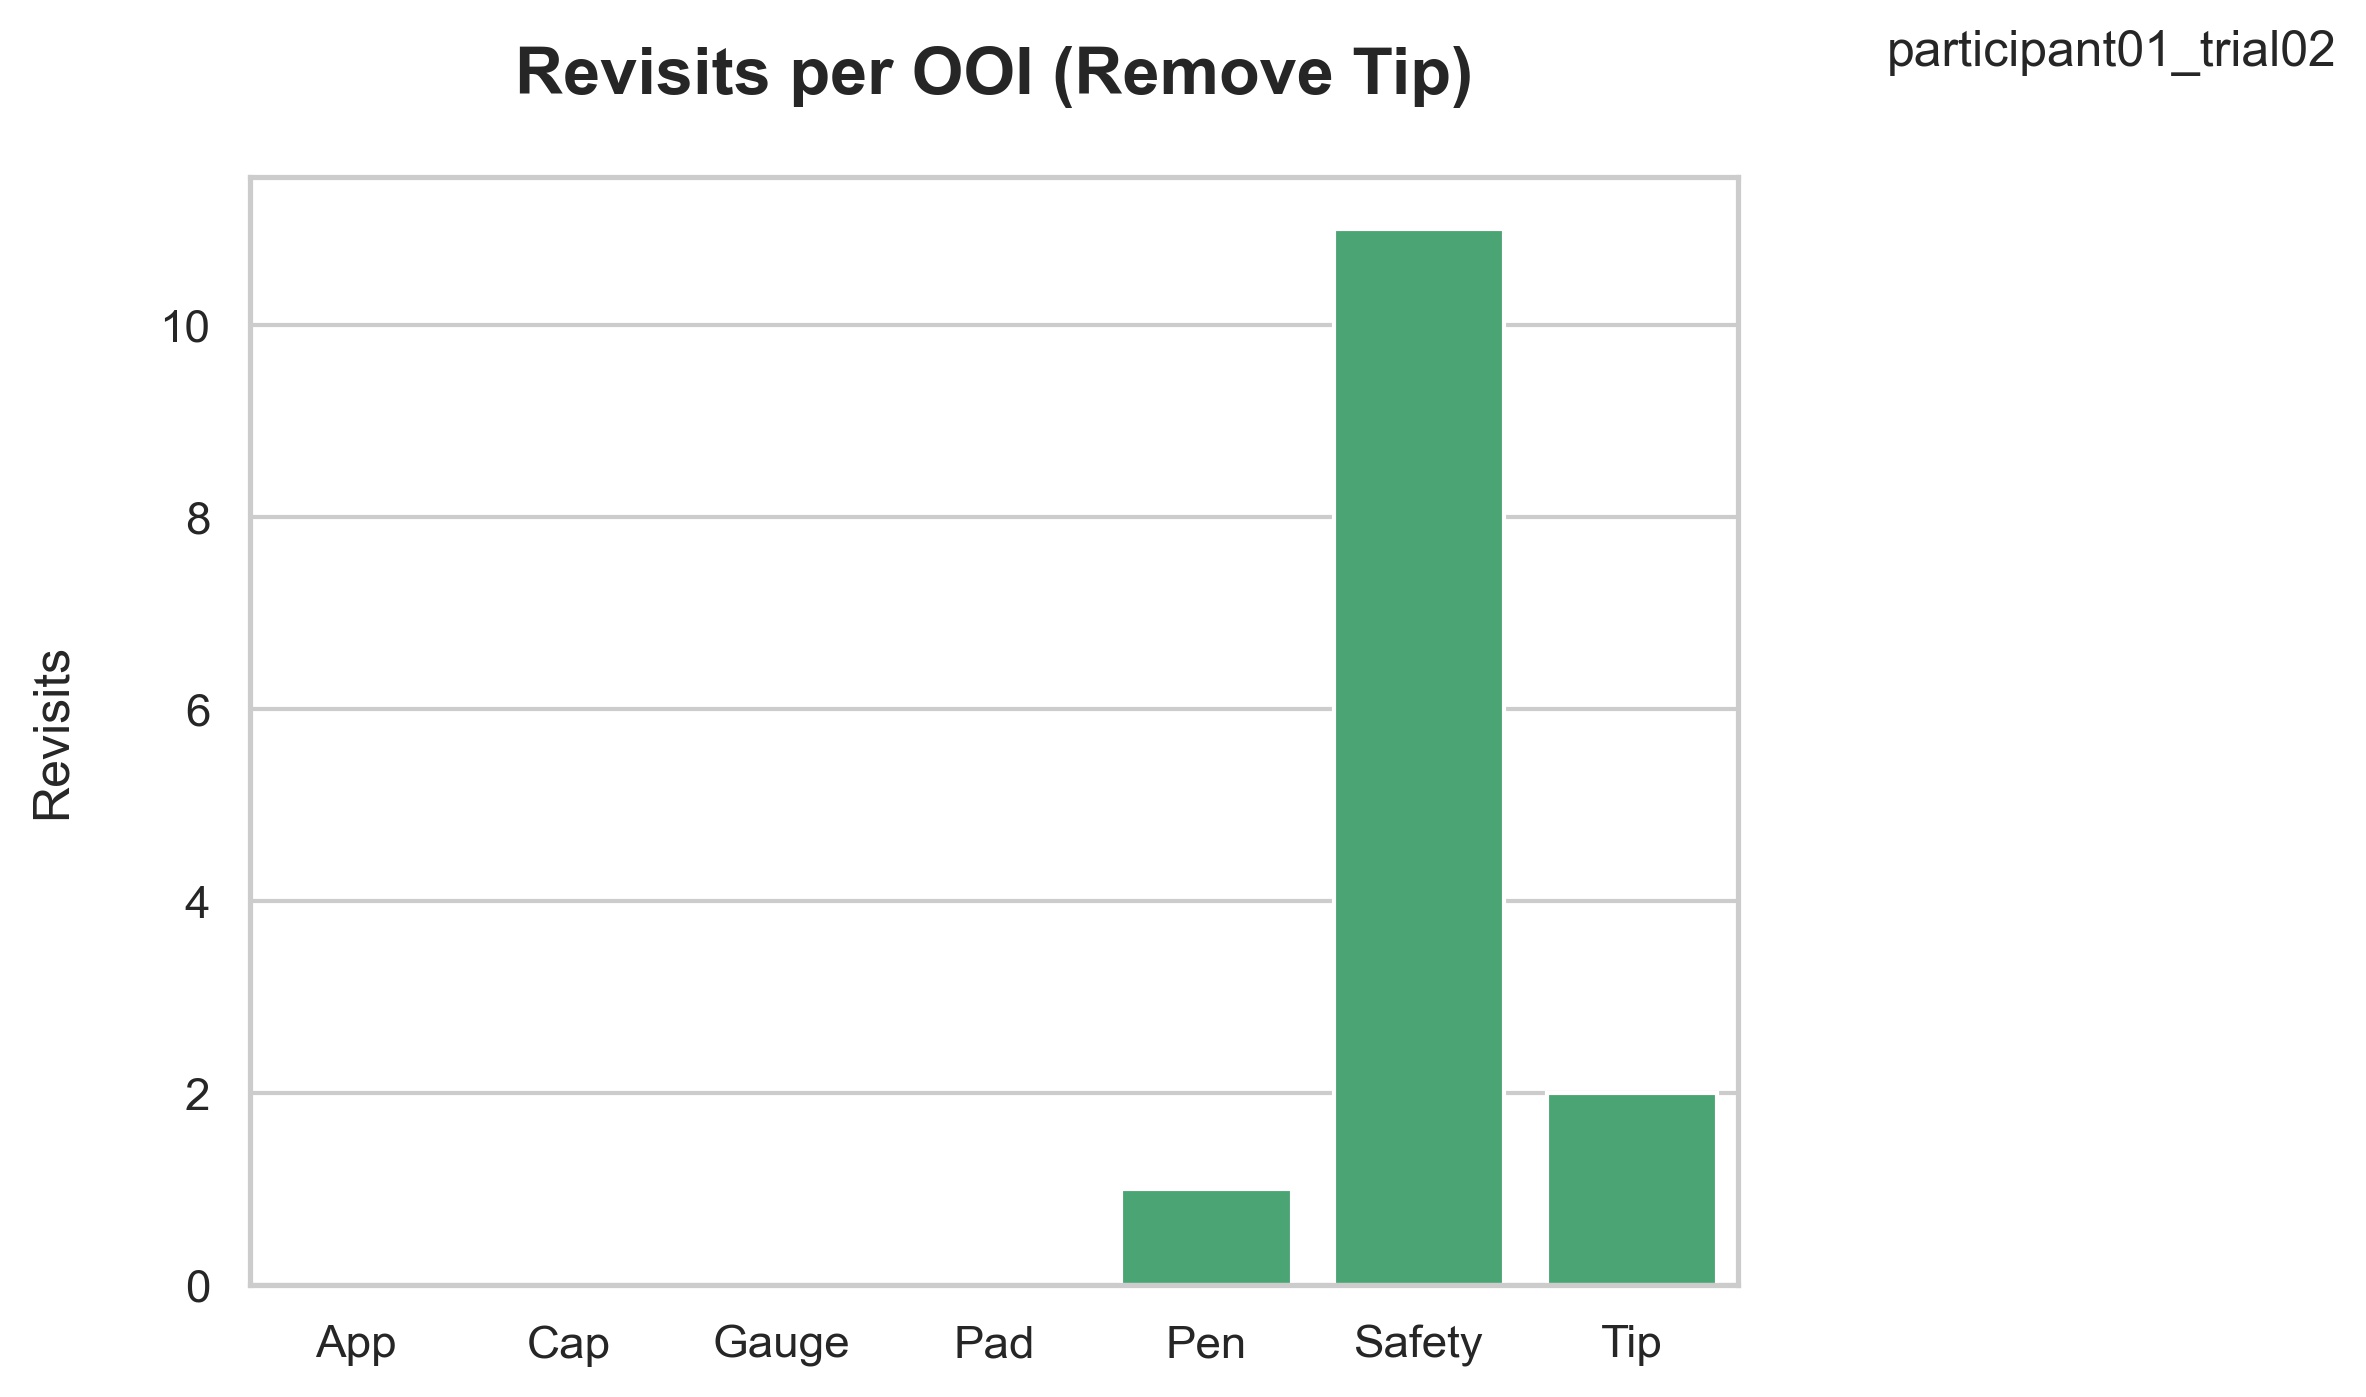 participant01_trial02
Revisits per OOI (Remove Tip)
Revisits
10
8
6
4
2
0
App Cap Gauge Pad Pen Safety Tip